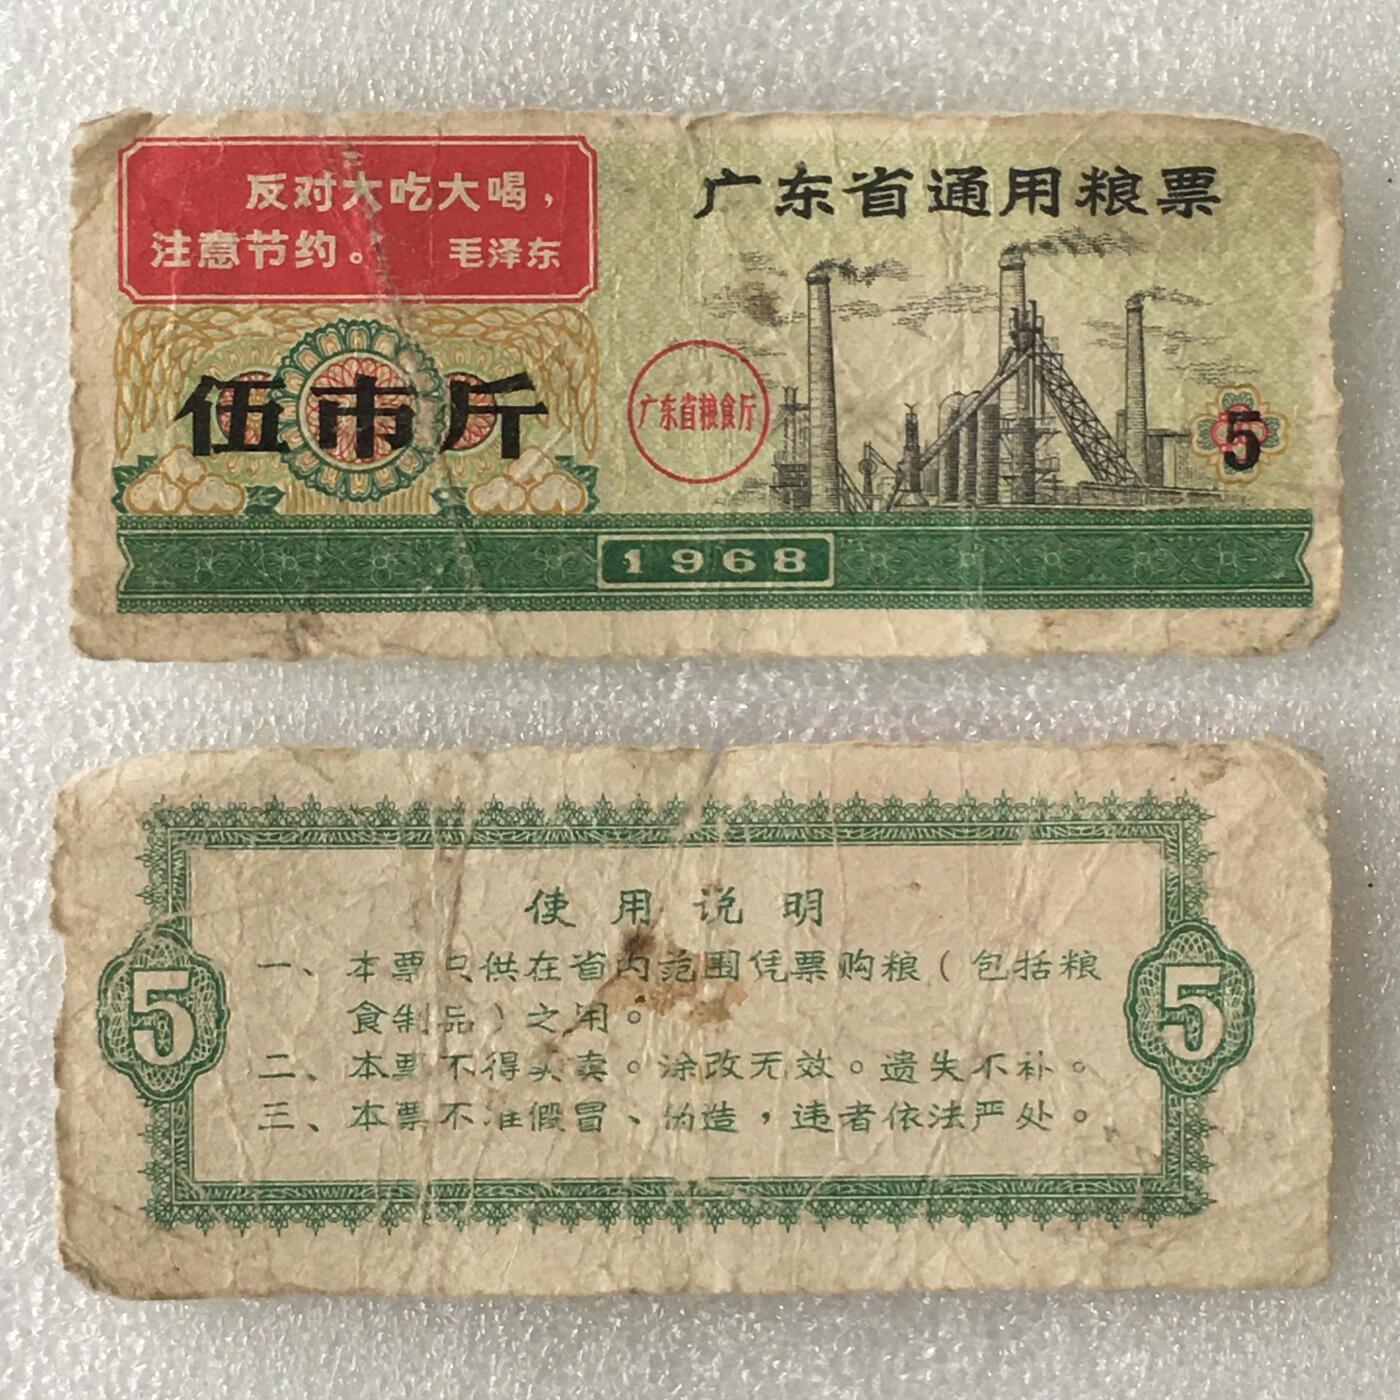 反对大吃大喝，
注意节约。 毛泽东
广东省通用粮票
伍市斤
广东省粮食厅
5
1968
使用说明
一、本票只供在省内范围凭票购粮（包括粮
食制品）之用。
二、本票不得买卖。涂改无效。遗失不补。
三、本票不准假冒、伪造，违者依法严处。
5
5